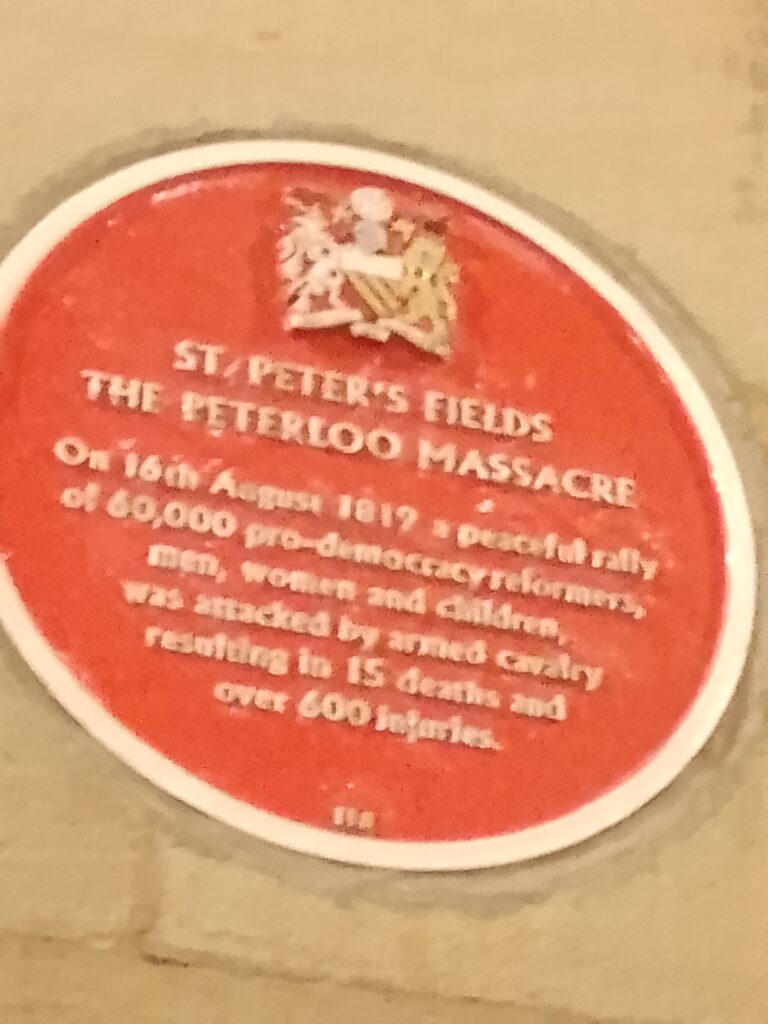 ST. PETER'S FIELDS
THE PETERLOO MASSACRE
On 16th August 1819 a peaceful rally
of 60,000 pro-democracy reformers,
men, women and children,
was attacked by armed cavalry
resulting in 15 deaths and
over 600 injuries.